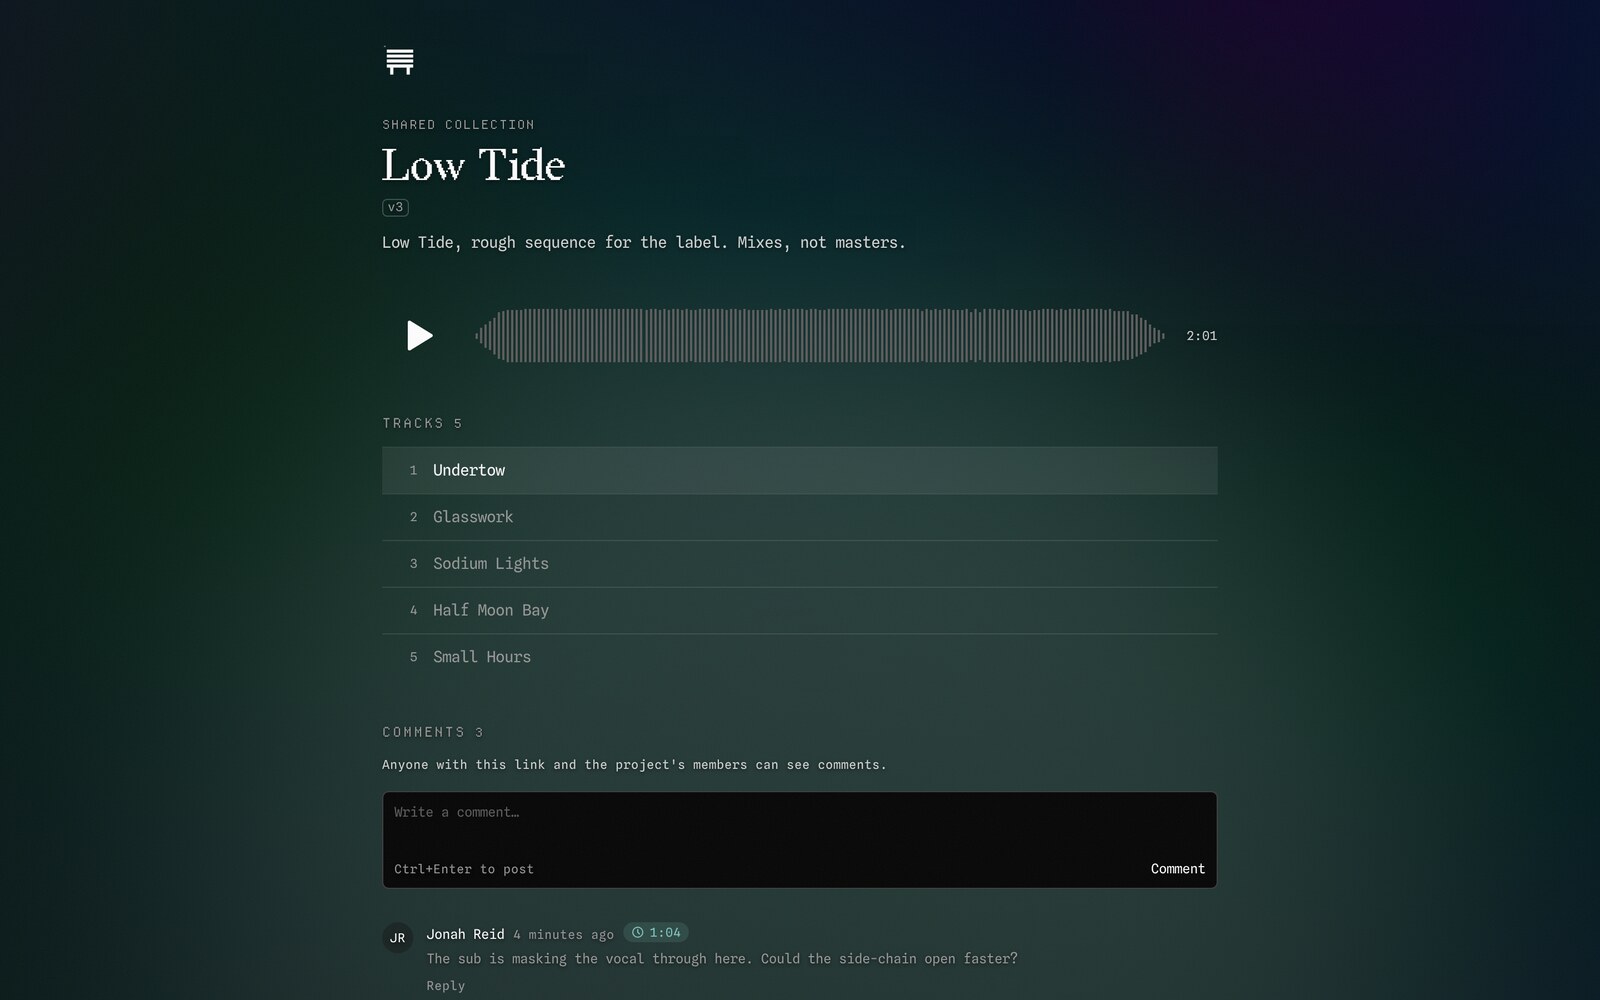 SHARED COLLECTION
Low Tide
v3
Low Tide, rough sequence for the label. Mixes, not masters.
2:01
TRACKS 5
1 Undertow
2 Glasswork
3 Sodium Lights
4 Half Moon Bay
5 Small Hours
COMMENTS 3
Anyone with this link and the project's members can see comments.
Write a comment…
Ctrl+Enter to post Comment
JR Jonah Reid 4 minutes ago 1:04
The sub is masking the vocal through here. Could the side-chain open faster?
Reply